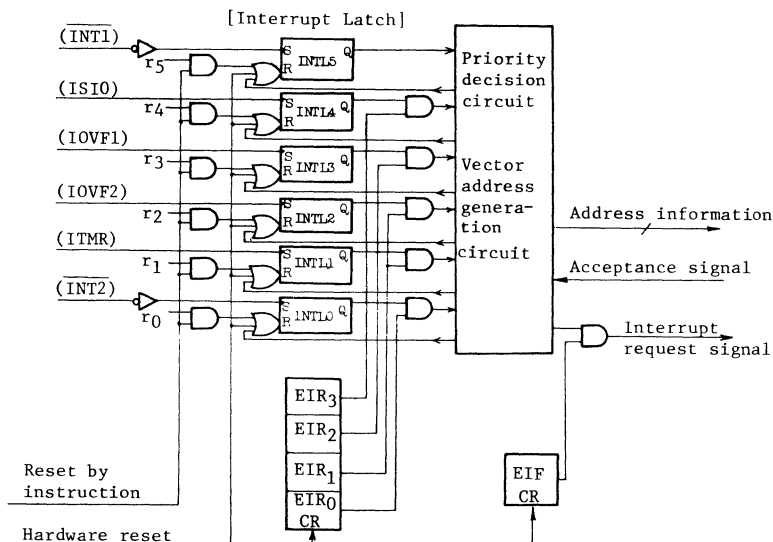 [Interrupt Latch]
(INT1)
r5
S Q
R INTL5
(ISI0)
r4
S Q
R INTL4
(IOVF1)
r3
S Q
R INTL3
(IOVF2)
r2
S Q
R INTL2
(ITMR)
r1
S Q
R INTL1
(INT2)
r0
S Q
R INTL0
Priority
decision
circuit
Vector
address
genera-
tion
circuit
Address information
Acceptance signal
Interrupt
request signal
EIR3
EIR2
EIR1
EIR0
CR
EIF
CR
Reset by
instruction
Hardware reset